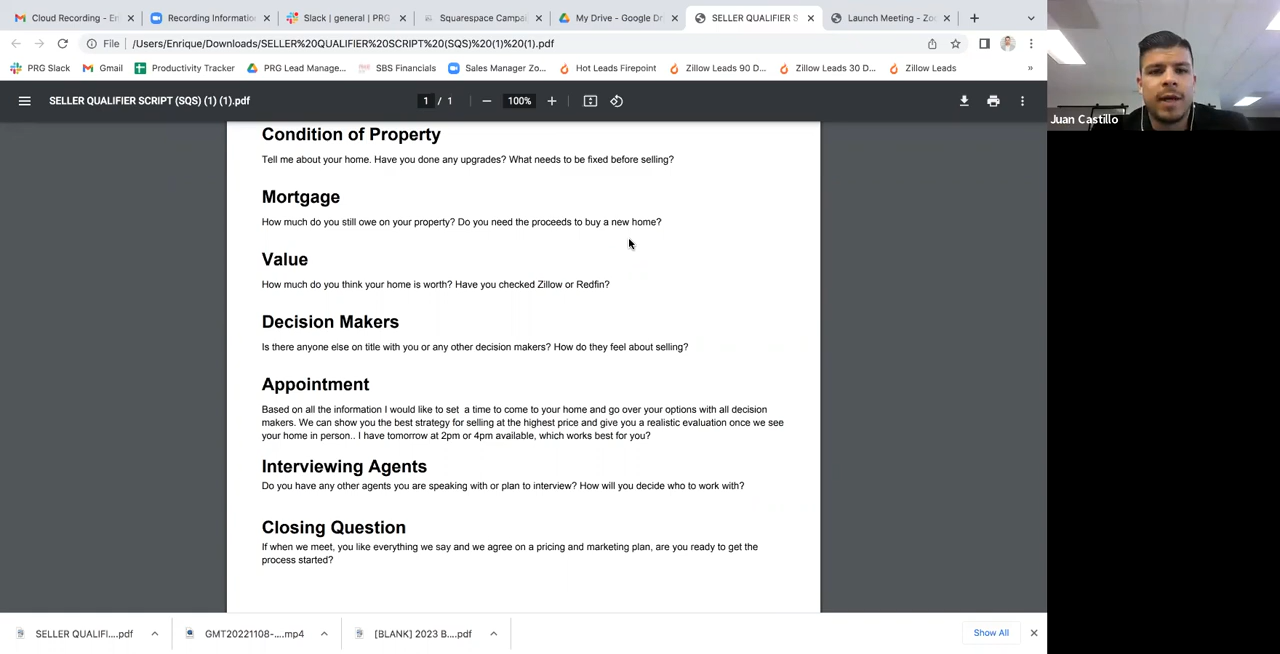 Cloud Recording - En
Recording Informatio
Slack | general | PRG
Squarespace Campai
My Drive - Google Dr
SELLER QUALIFIER S
Launch Meeting - Zoo
File
/Users/Enrique/Downloads/SELLER%20QUALIFIER%20SCRIPT%20(SQS)%20(1)%20(1).pdf
PRG Slack
Gmail
Productivity Tracker
PRG Lead Manage...
SBS Financials
Sales Manager Zo...
Hot Leads Firepoint
Zillow Leads 90 D...
Zillow Leads 30 D...
Zillow Leads
»
SELLER QUALIFIER SCRIPT (SQS) (1) (1).pdf
1 / 1
100%
Juan Castillo
Condition of Property
Tell me about your home. Have you done any upgrades? What needs to be fixed before selling?
Mortgage
How much do you still owe on your property? Do you need the proceeds to buy a new home?
Value
How much do you think your home is worth? Have you checked Zillow or Redfin?
Decision Makers
Is there anyone else on title with you or any other decision makers? How do they feel about selling?
Appointment
Based on all the information I would like to set a time to come to your home and go over your options with all decision
makers. We can show you the best strategy for selling at the highest price and give you a realistic evaluation once we see
your home in person.. I have tomorrow at 2pm or 4pm available, which works best for you?
Interviewing Agents
Do you have any other agents you are speaking with or plan to interview? How will you decide who to work with?
Closing Question
If when we meet, you like everything we say and we agree on a pricing and marketing plan, are you ready to get the
process started?
SELLER QUALIFI....pdf
GMT20221108-....mp4
[BLANK] 2023 B....pdf
Show All